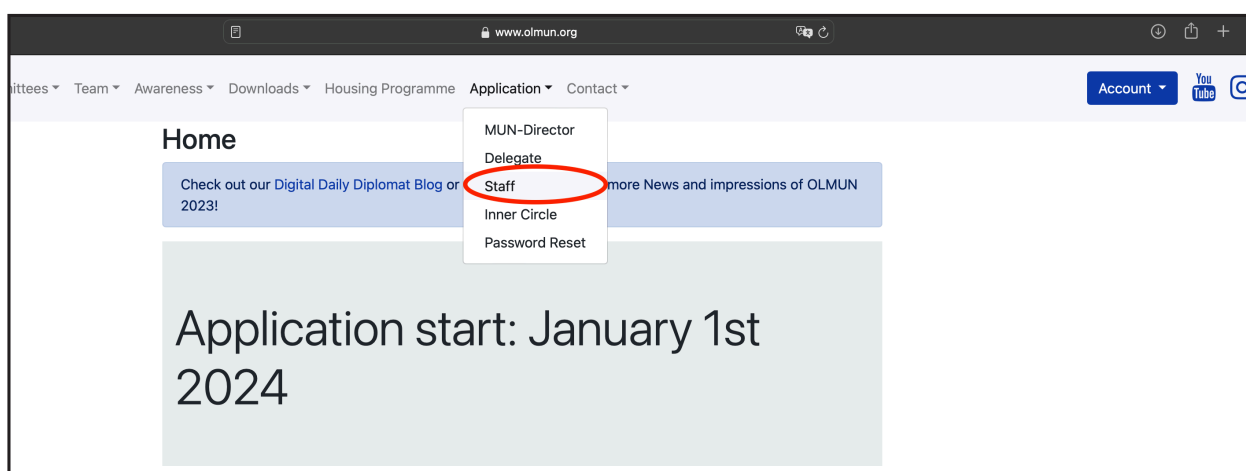 www.olmun.org
Team Awareness Downloads Housing Programme Application Contact Account You Tube
MUN-Director
Delegate
Staff
Inner Circle
Password Reset
Home
Check out our Digital Daily Diplomat Blog or more News and impressions of OLMUN
2023!
Application start: January 1st
2024